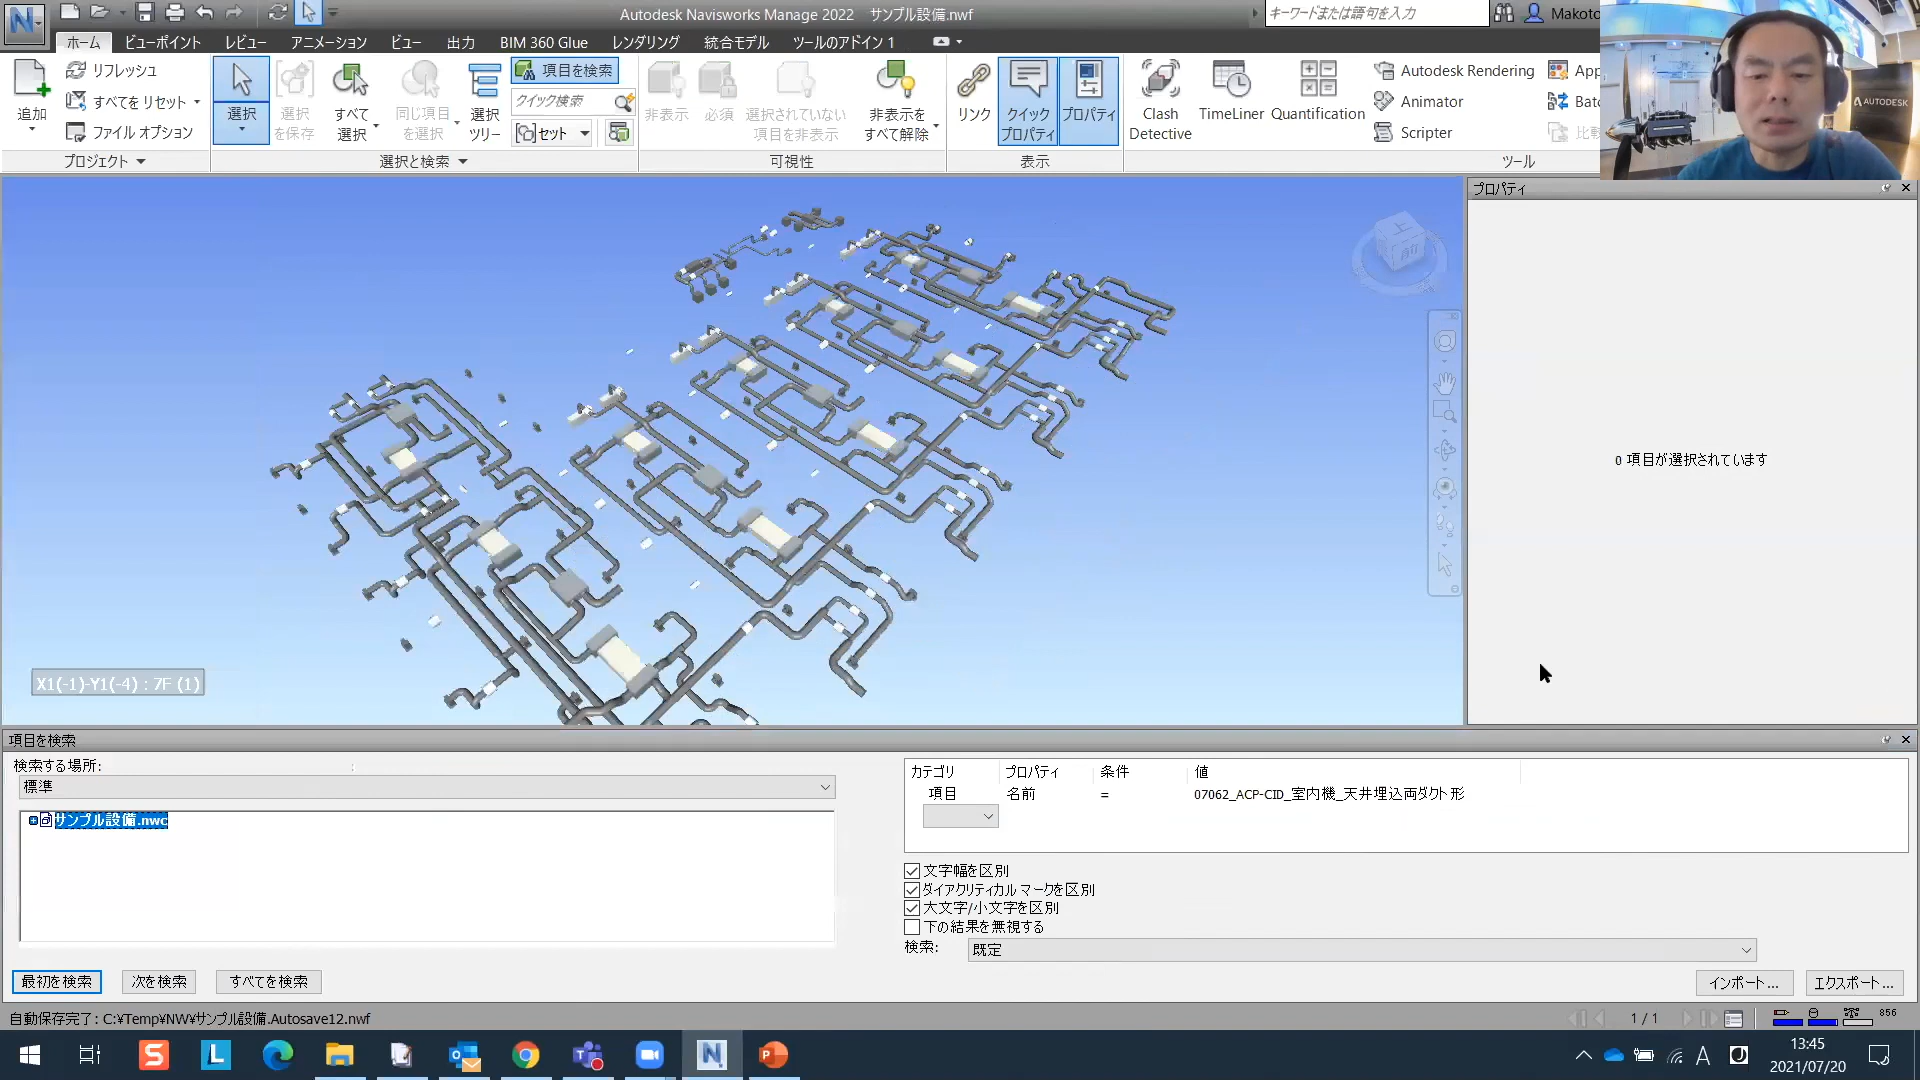 Autodesk Navisworks Manage 2022　サンプル設備.nwf
キーワードまたは語句を入力
Makoto
ホーム ビューポイント レビュー アニメーション ビュー 出力 BIM 360 Glue レンダリング 統合モデル ツールのアドイン 1
追加
リフレッシュ
すべてをリセット
ファイル オプション
プロジェクト
選択
選択
を保存
すべて
選択
同じ項目
を選択
選択
ツリー
項目を検索
クイック検索
セット
選択と検索
非表示
必須
選択されていない
項目を非表示
非表示を
すべて解除
可視性
リンク
クイック
プロパティ
プロパティ
表示
Clash
Detective
TimeLiner
Quantification
Autodesk Rendering
Animator
Scripter
App
Batc
比較
ツール
AUTODESK
プロパティ
上
前
0 項目が選択されています
X1(-1)-Y1(-4) : 7F (1)
項目を検索
検索する場所:
標準
サンプル設備.nwc
カテゴリ プロパティ 条件 値
項目 名前 = 07062_ACP-CID_室内機_天井埋込両ダクト形
文字幅を区別
ダイアクリティカル マークを区別
大文字/小文字を区別
下の結果を無視する
検索:
既定
最初を検索
次を検索
すべてを検索
インポート...
エクスポート...
自動保存完了 : C:¥Temp¥NW¥サンプル設備.Autosave12.nwf
1 / 1
856
13:45
2021/07/20